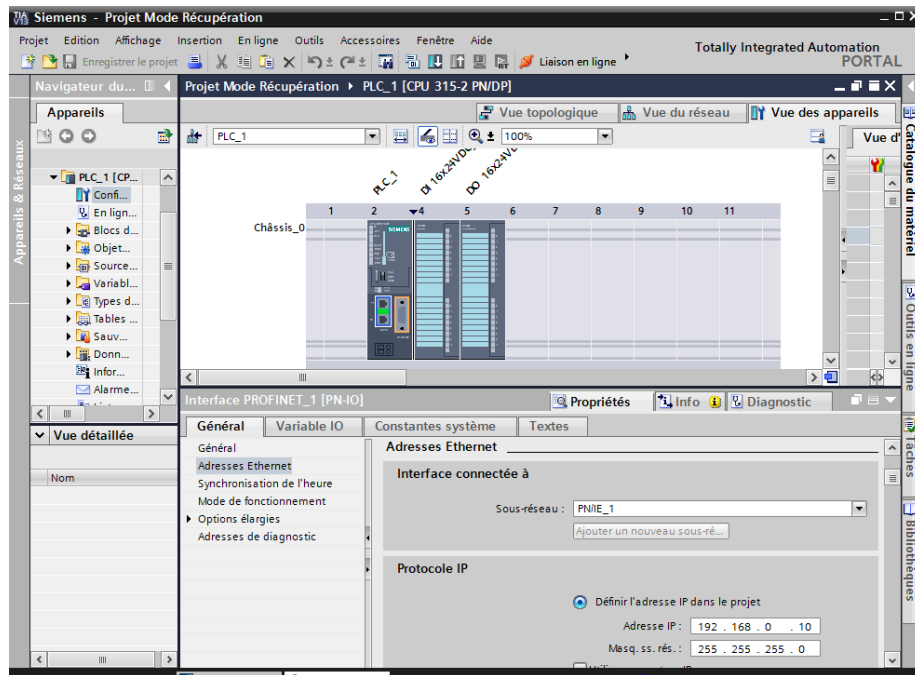 Siemens - Projet Mode Récupération
Projet Edition Affichage Insertion En ligne Outils Accessoires Fenêtre Aide
Totally Integrated Automation
PORTAL
Enregistrer le projet
Liaison en ligne
Navigateur du...
Projet Mode Récupération PLC_1 [CPU 315-2 PN/DP]
Appareils
Vue topologique
Vue du réseau
Vue des appareils
PLC_1
100%
Vue d'
PLC_1 [CP...
Confi...
En lign...
Blocs d...
Objet...
Source...
Variabl...
Types d...
Tables ...
Sauv...
Donn...
Infor...
Alarme...
Appareils & Réseaux
PLC_1
DI 16x24VDC_
DO 16x24V
1 2 4 5 6 7 8 9 10 11
Châssis_0
SIEMENS
Catalogue du matériel
Outils en ligne
Tâches
Bibliothèques
Vue détaillée
Nom
Interface PROFINET_1 [PN-IO]
Propriétés
Info
Diagnostic
Général
Variable IO
Constantes système
Textes
Général
Adresses Ethernet
Synchronisation de l'heure
Mode de fonctionnement
Options élargies
Adresses de diagnostic
Adresses Ethernet
Interface connectée à
Sous-réseau : PN/IE_1
Ajouter un nouveau sous-ré...
Protocole IP
Définir l'adresse IP dans le projet
Adresse IP : 192 . 168 . 0 . 10
Masq. ss. rés. : 255 . 255 . 255 . 0